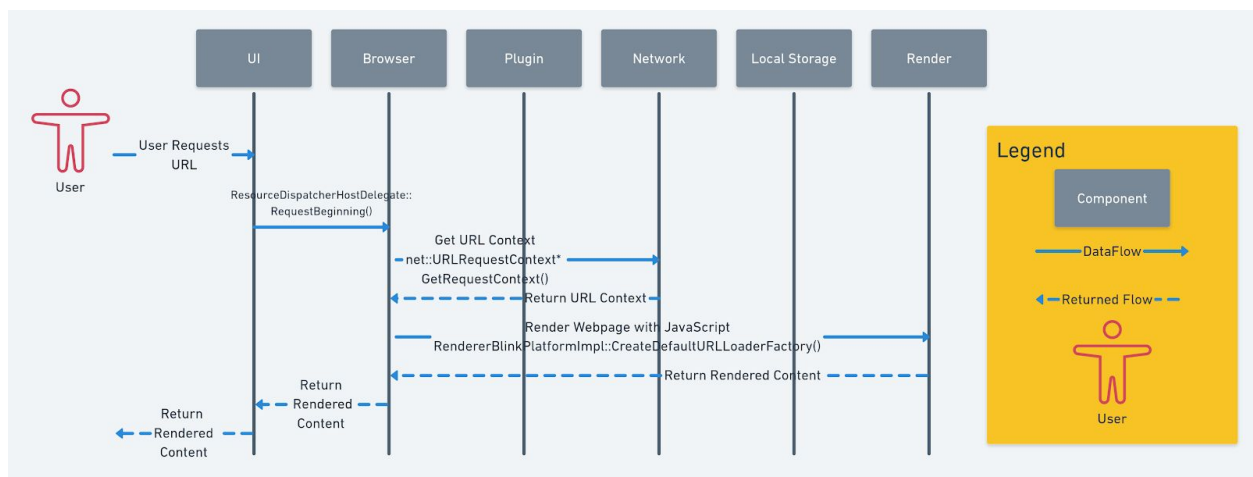 UI
Browser
Plugin
Network
Local Storage
Render
User Requests
URL
User
ResourceDispatcherHostDelegate::
RequestBeginning()
Get URL Context
net::URLRequestContext*
GetRequestContext()
Return URL Context
Render Webpage with JavaScript
RendererBlinkPlatformImpl::CreateDefaultURLLoaderFactory()
Return Rendered Content
Return
Rendered
Content
Return
Rendered
Content
Legend
Component
DataFlow
Returned Flow
User